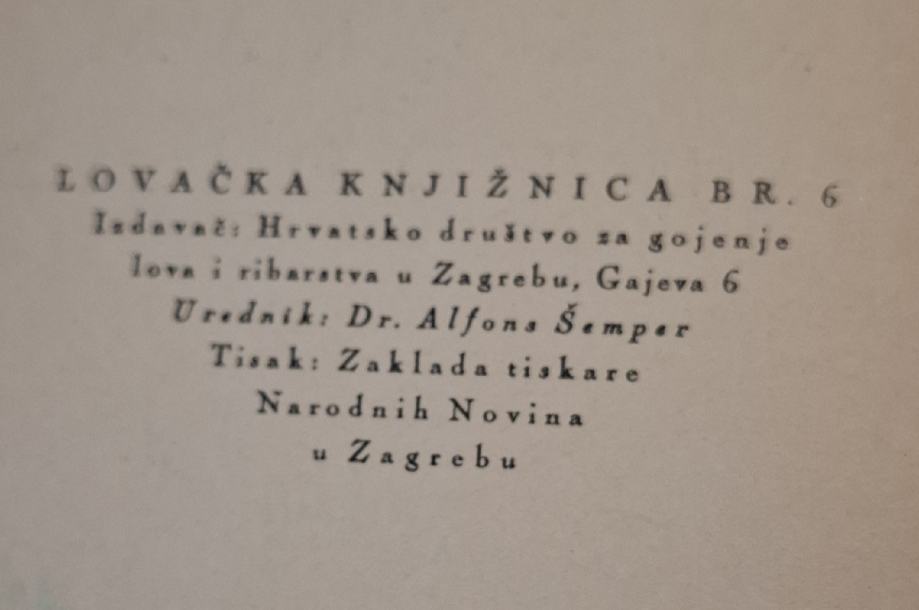 LOVAČKA KNJIŽNICA BR. 6
Izdavač: Hrvatsko društvo za gojenje
lova i ribarstva u Zagrebu, Gajeva 6
Urednik: Dr. Alfons Šemper
Tisak: Zaklada tiskare
Narodnih Novina
u Zagrebu